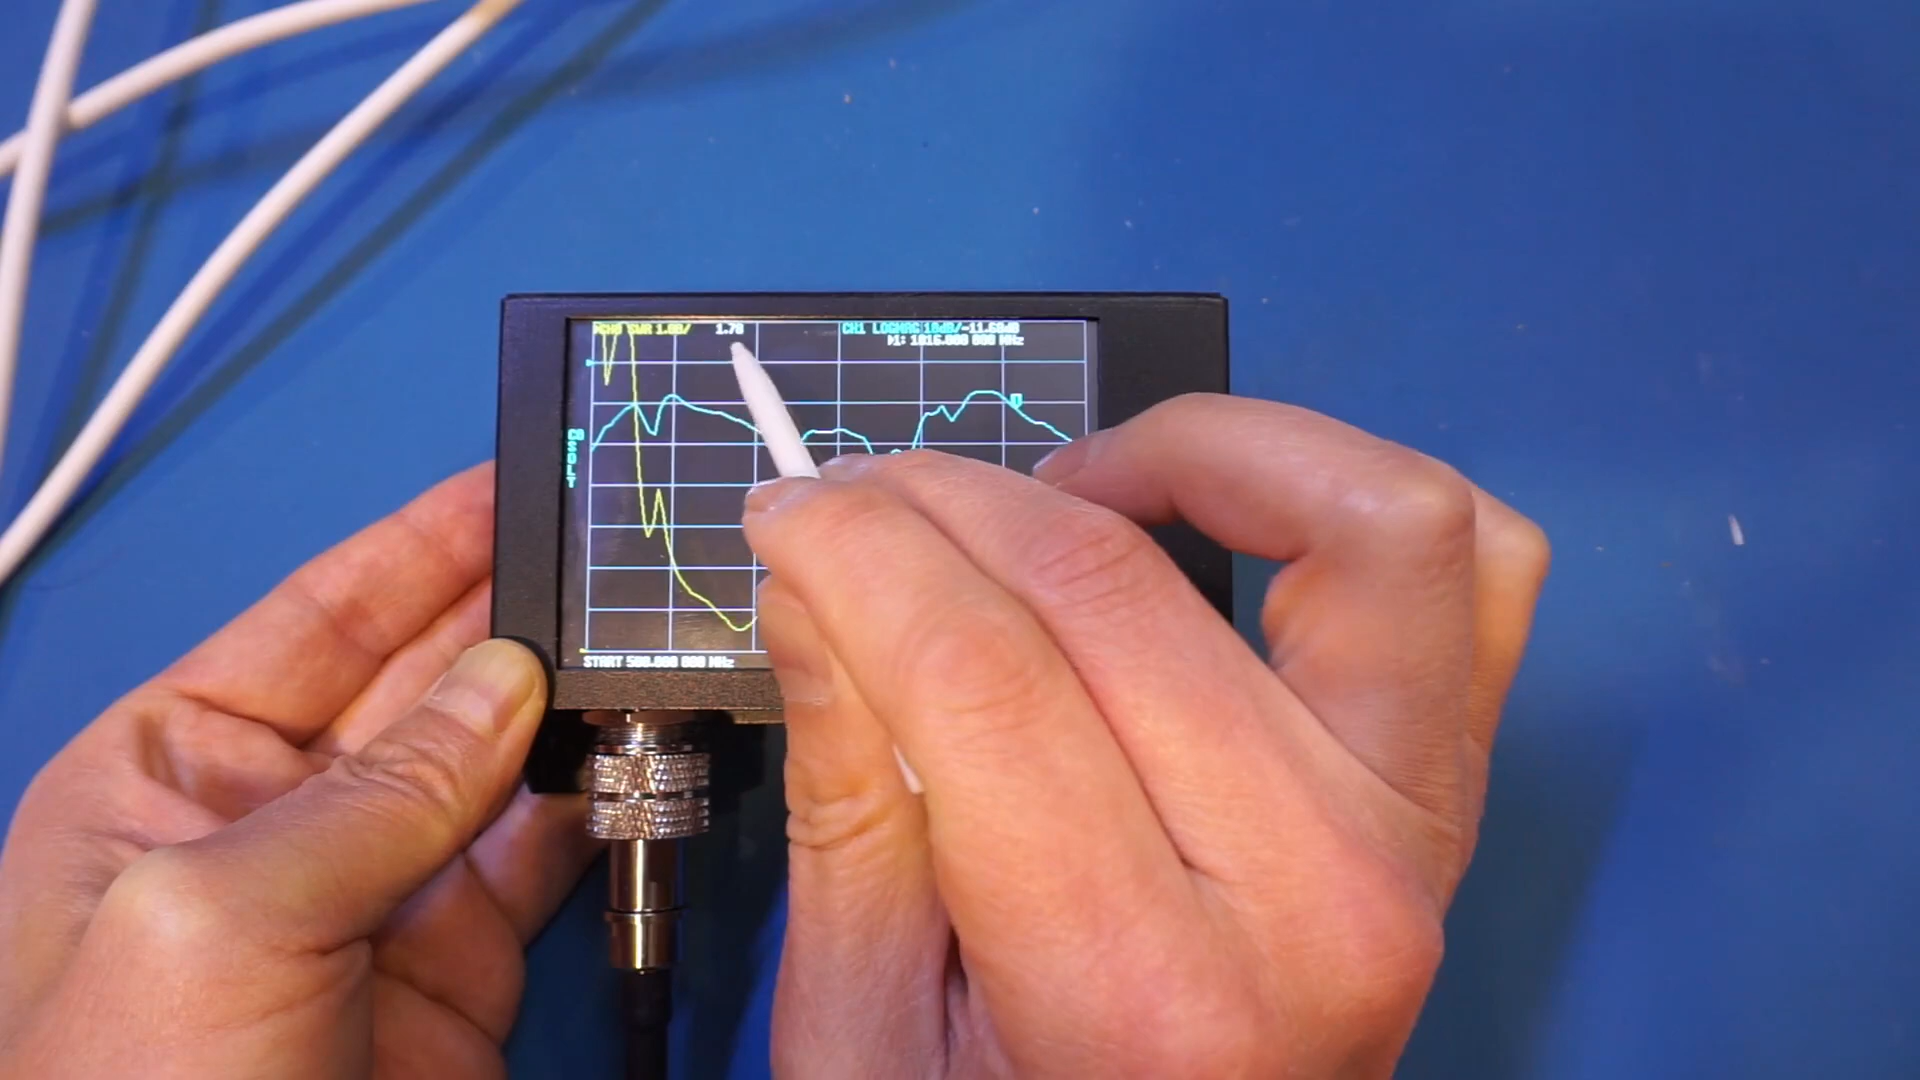 CH0 SWR 1.00/ 1.70
CH1 LOGMAG 10dB/ -11.60dB
1: 1016.000 000 MHz
C0
S
O
L
T
START 500.000 000 MHz